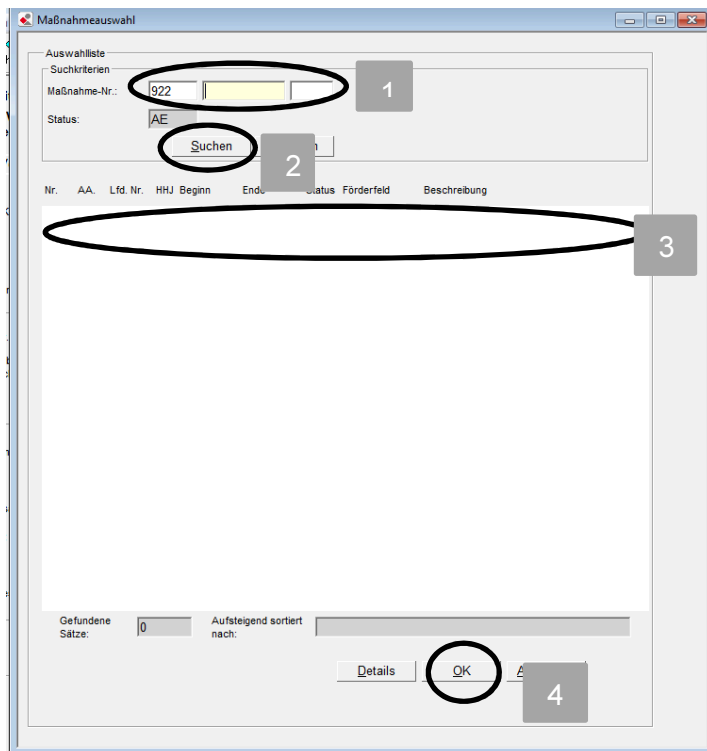 Maßnahmeauswahl
Auswahlliste
Suchkriterien
Maßnahme-Nr.: 922
1
Status: AE
Suchen
2
Nr. AA. Lfd. Nr. HHJ Beginn Ende Status Förderfeld Beschreibung
3
Gefundene Sätze: 0
Aufsteigend sortiert nach:
Details OK
4